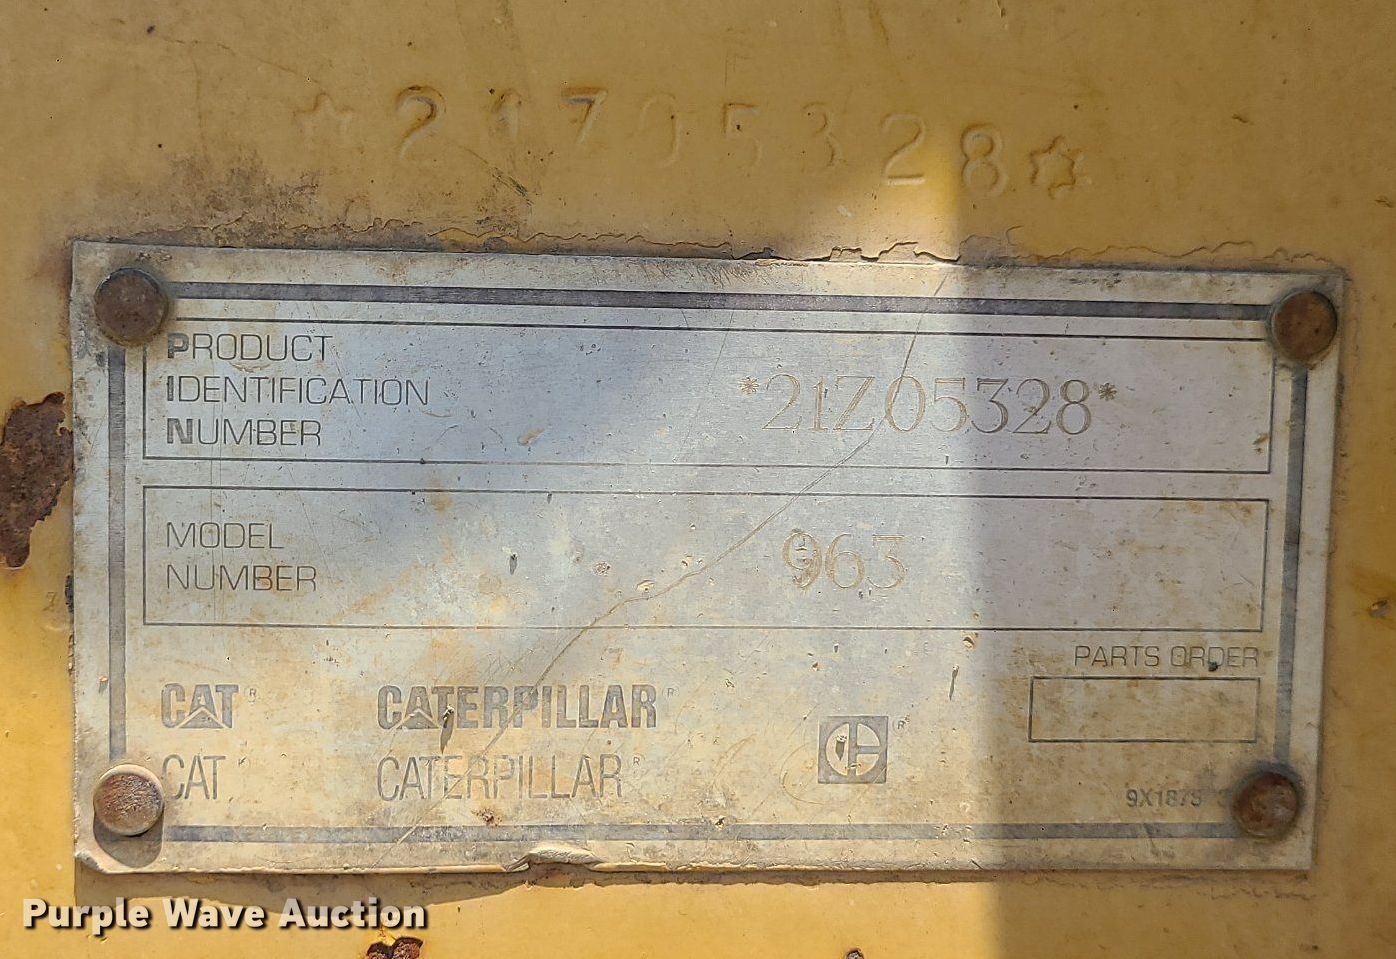 *21Z05328*
PRODUCT
IDENTIFICATION
NUMBER
*21Z05328*
MODEL
NUMBER
963
PARTS ORDER
CAT® CATERPILLAR®
CAT CATERPILLAR®
9X1875
Purple Wave Auction